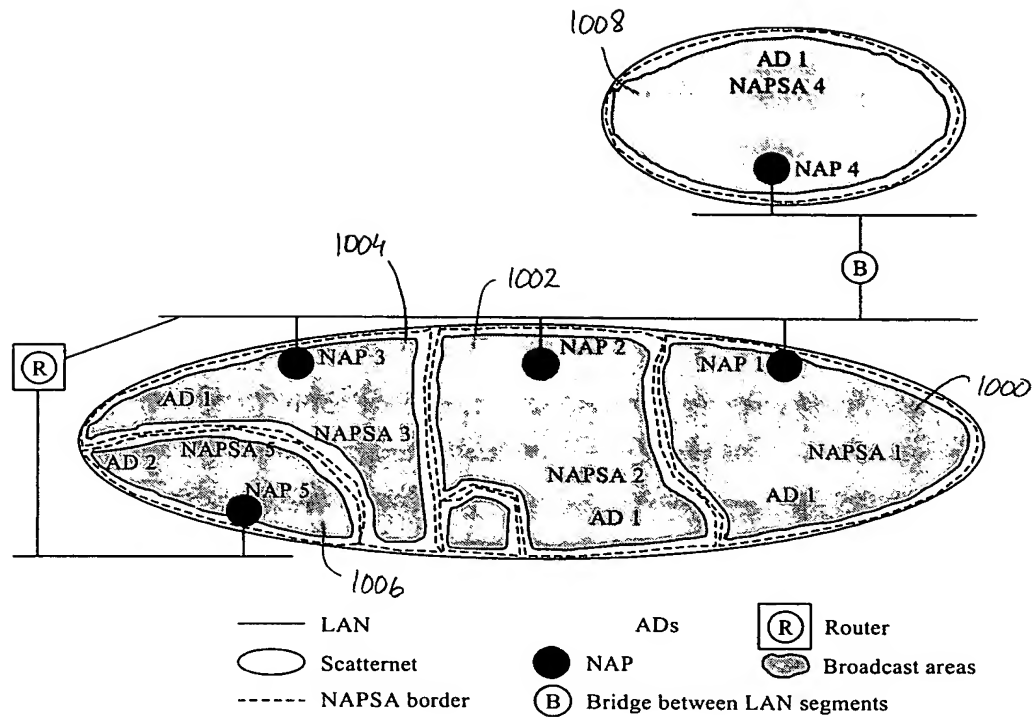 1008
AD 1
NAPSA 4
NAP 4
B
1004
1002
R
NAP 3
NAP 2
NAP 1
1000
AD 1
NAPSA 3
NAPSA 5
AD 2
NAPSA 2
NAPSA 1
NAP 5
AD 1
AD 1
1006
LAN
ADs
R Router
Scatternet
NAP
Broadcast areas
NAPSA border
B Bridge between LAN segments